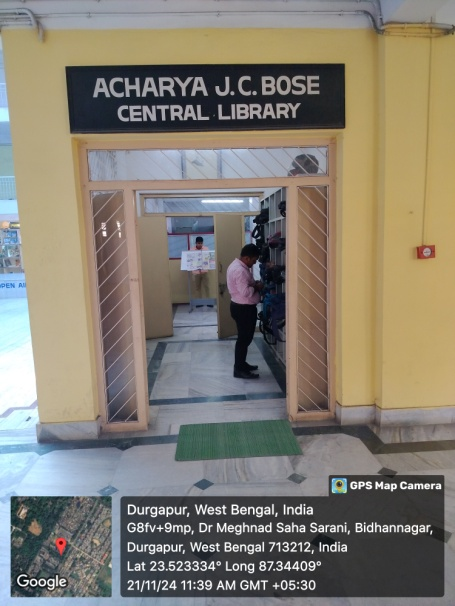 ACHARYA J.C. BOSE
CENTRAL LIBRARY
OPEN AI
GPS Map Camera
Durgapur, West Bengal, India
G8fv+9mp, Dr Meghnad Saha Sarani, Bidhannagar,
Durgapur, West Bengal 713212, India
Lat 23.523334° Long 87.34409°
21/11/24 11:39 AM GMT +05:30
Google